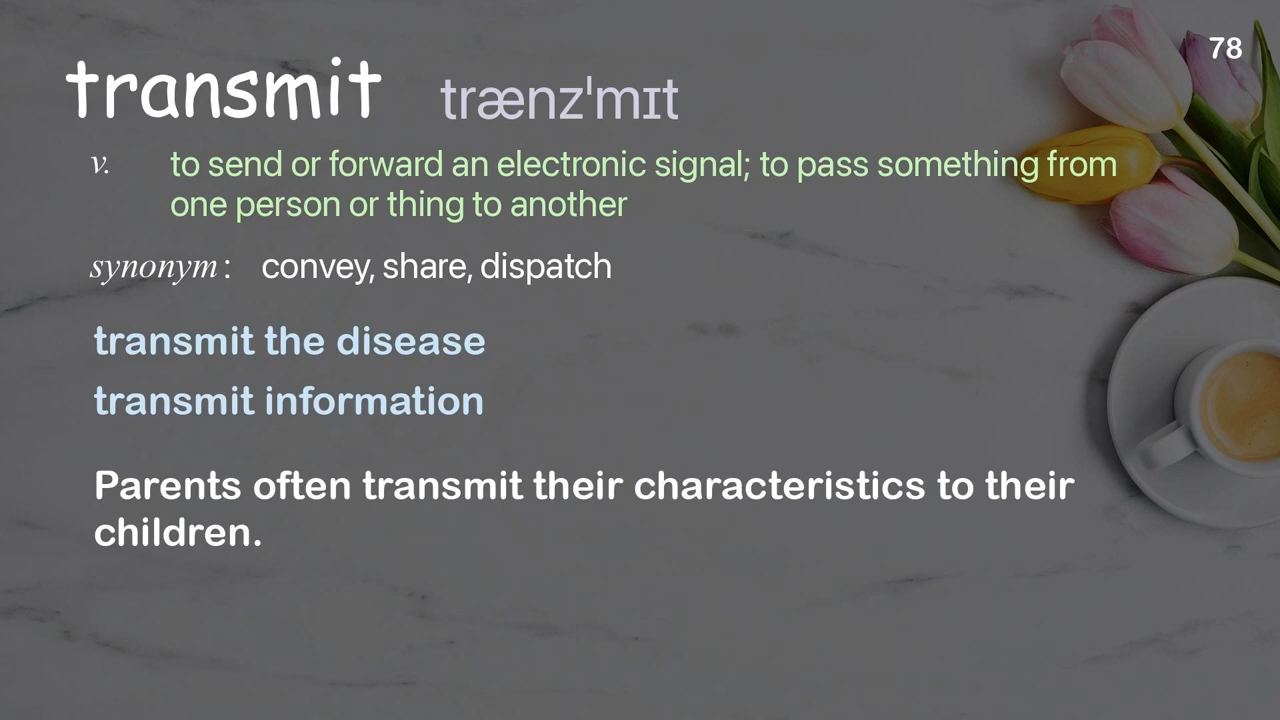 78
transmit trænzˈmɪt
v. to send or forward an electronic signal; to pass something from
one person or thing to another
synonym: convey, share, dispatch
transmit the disease
transmit information
Parents often transmit their characteristics to their
children.